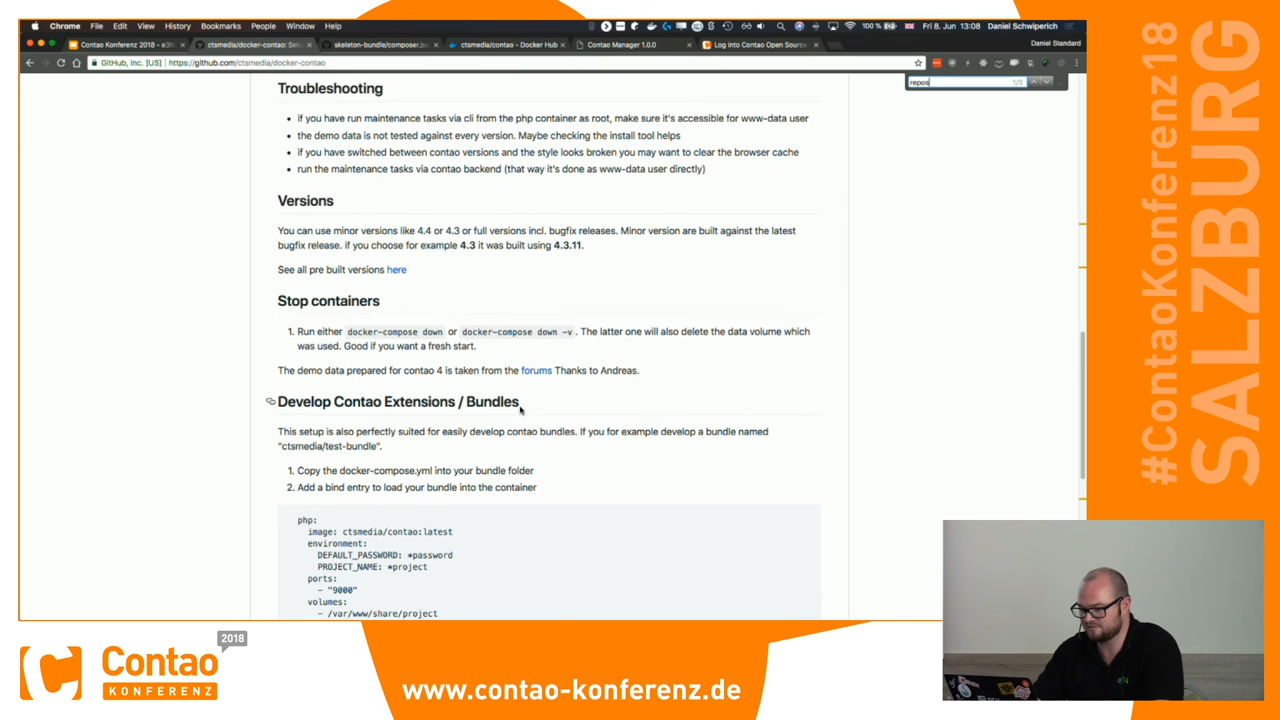 Chrome File Edit View History Bookmarks People Window Help
100 % Fri 8. Jun 13:08 Daniel Schwiperich
Contao Konferenz 2018 - e3N
ctsmedia/docker-contao: Setu
skeleton-bundle/composer.jso
ctsmedia/contao - Docker Hub
Contao Manager 1.0.0
Log into Contao Open Source
Daniel Standard
GitHub, Inc. [US] | https://github.com/ctsmedia/docker-contao
repos 1/3
Troubleshooting
• if you have run maintenance tasks via cli from the php container as root, make sure it's accessible for www-data user
• the demo data is not tested against every version. Maybe checking the install tool helps
• if you have switched between contao versions and the style looks broken you may want to clear the browser cache
• run the maintenance tasks via contao backend (that way it's done as www-data user directly)
Versions
You can use minor versions like 4.4 or 4.3 or full versions incl. bugfix releases. Minor version are built against the latest
bugfix release. if you choose for example 4.3 it was built using 4.3.11.
See all pre built versions here
Stop containers
1. Run either docker-compose down or docker-compose down -v. The latter one will also delete the data volume which
was used. Good if you want a fresh start.
The demo data prepared for contao 4 is taken from the forums Thanks to Andreas.
Develop Contao Extensions / Bundles
This setup is also perfectly suited for easily develop contao bundles. If you for example develop a bundle named
"ctsmedia/test-bundle".
1. Copy the docker-compose.yml into your bundle folder
2. Add a bind entry to load your bundle into the container
php:
image: ctsmedia/contao:latest
environment:
DEFAULT_PASSWORD: *password
PROJECT_NAME: *project
ports:
- "9000"
volumes:
- /var/www/share/project
#ContaoKonferenz18
SALZBURG
2018
Contao
KONFERENZ
www.contao-konferenz.de